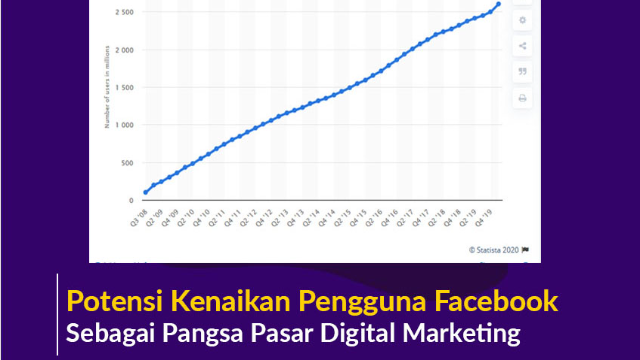 2 500
2 000
1 500
1 000
500
0
Number of users in millions
Q3 '08 Q2 '09 Q4 '09 Q2 '10 Q4 '10 Q2 '11 Q4 '11 Q2 '12 Q4 '12 Q2 '13 Q4 '13 Q2 '14 Q4 '14 Q2 '15 Q4 '15 Q2 '16 Q4 '16 Q2 '17 Q4 '17 Q2 '18 Q4 '18 Q2 '19 Q4 '19
© Statista 2020
Potensi Kenaikan Pengguna Facebook
Sebagai Pangsa Pasar Digital Marketing